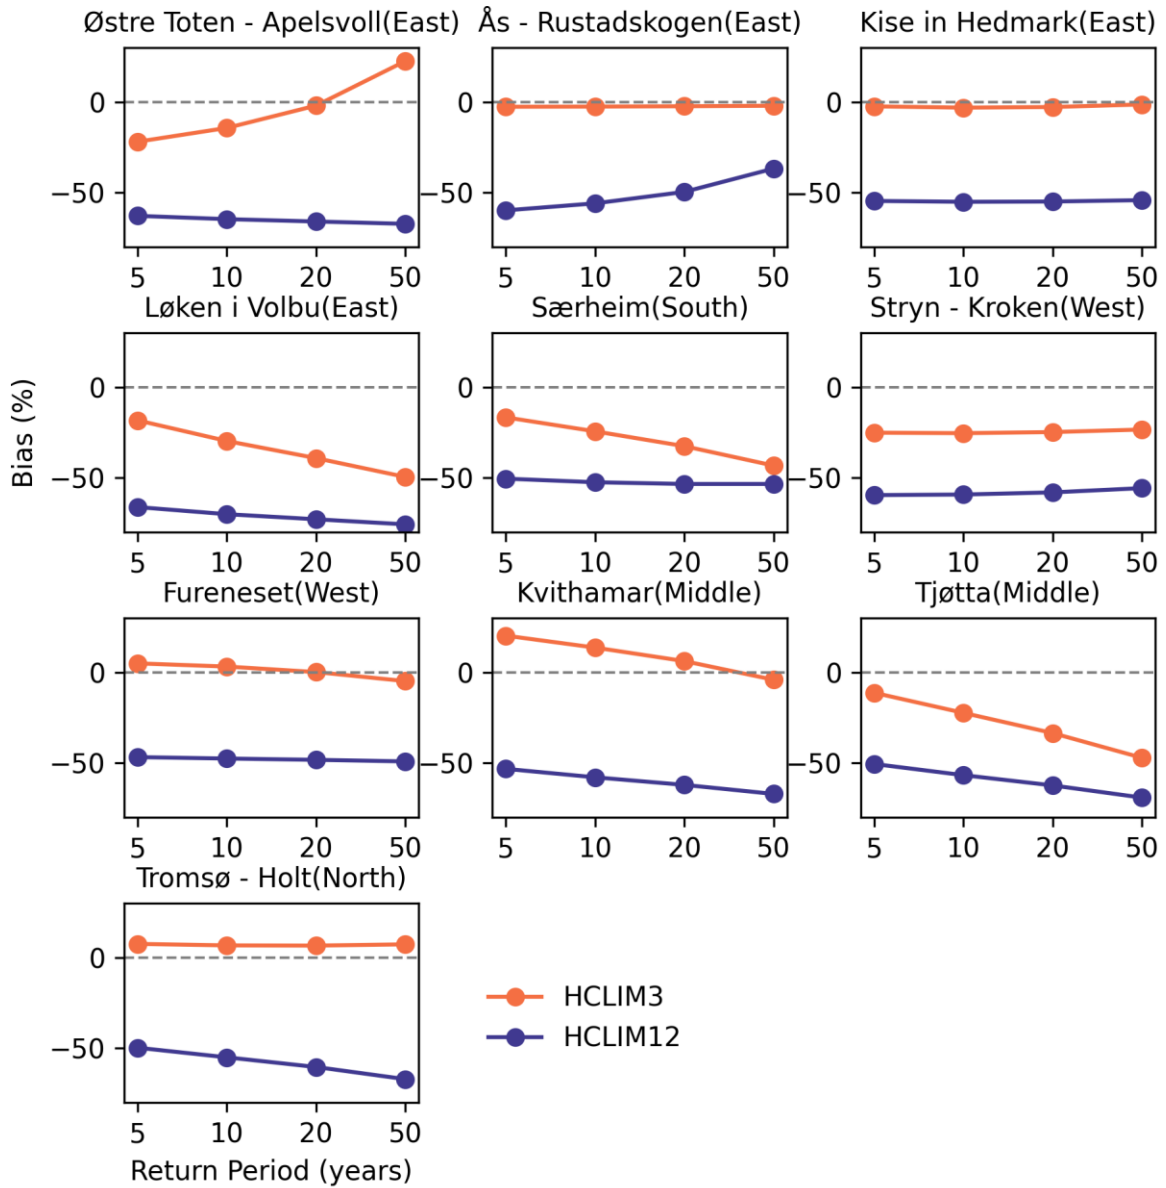 Østre Toten - Apelsvoll(East)
Ås - Rustadskogen(East)
Kise in Hedmark(East)
0
−50
5 10 20 50
−50
5 10 20 50
−50
5 10 20 50
Løken i Volbu(East)
Særheim(South)
Stryn - Kroken(West)
Bias (%)
0
−50
5 10 20 50
0
−50
5 10 20 50
0
−50
5 10 20 50
Fureneset(West)
Kvithamar(Middle)
Tjøtta(Middle)
0
−50
5 10 20 50
0
−50
5 10 20 50
0
−50
5 10 20 50
Tromsø - Holt(North)
0
−50
5 10 20 50
Return Period (years)
HCLIM3
HCLIM12